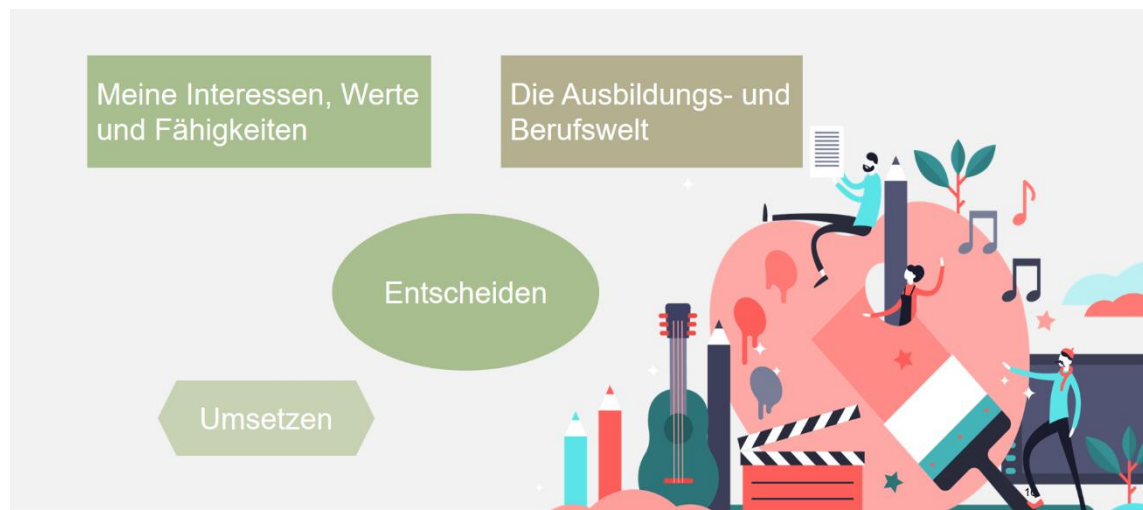 Meine Interessen, Werte
und Fähigkeiten
Die Ausbildungs- und
Berufswelt
Entscheiden
Umsetzen